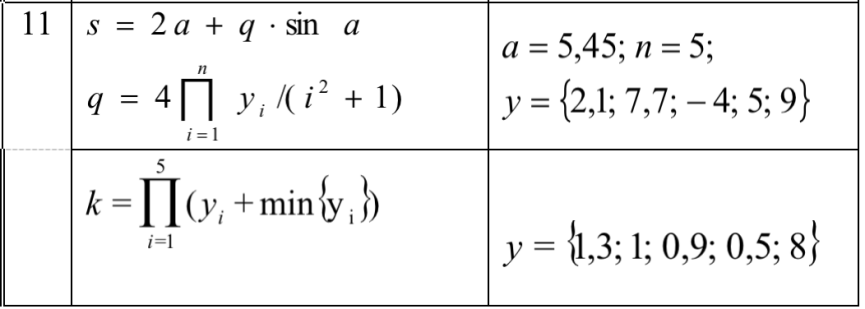 11
s = 2 a + q · sin a
q = 4 ∏_{i=1}^{n} y_i /( i² + 1)
a = 5,45; n = 5;
y = {2,1; 7,7; – 4; 5; 9}
k = ∏_{i=1}^{5} (y_i + min{y_i})
y = {1,3; 1; 0,9; 0,5; 8}